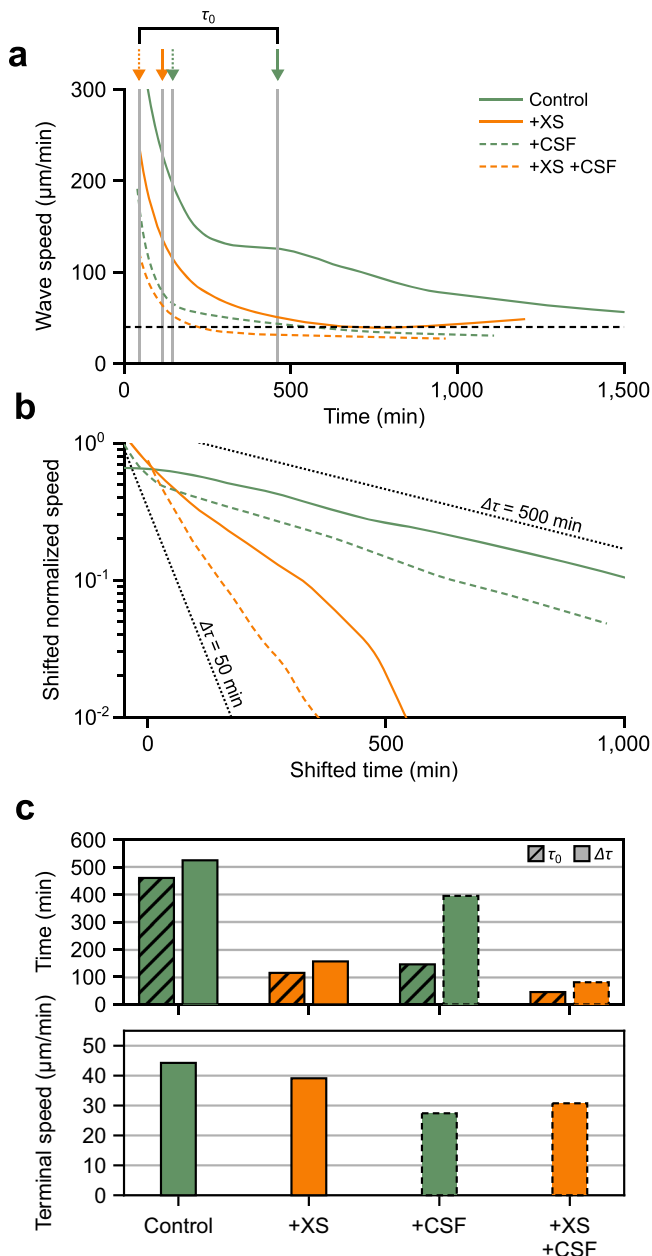 τ0
a
300
200
100
0
Wave speed (µm/min)
Control
+XS
+CSF
+XS +CSF
0
500
1,000
1,500
Time (min)
b
10^0
10^-1
10^-2
Shifted normalized speed
Δτ = 500 min
Δτ = 50 min
0
500
1,000
Shifted time (min)
c
600
500
400
300
200
100
0
Time (min)
τ0
Δτ
50
40
30
20
10
0
Terminal speed (µm/min)
Control
+XS
+CSF
+XS
+CSF